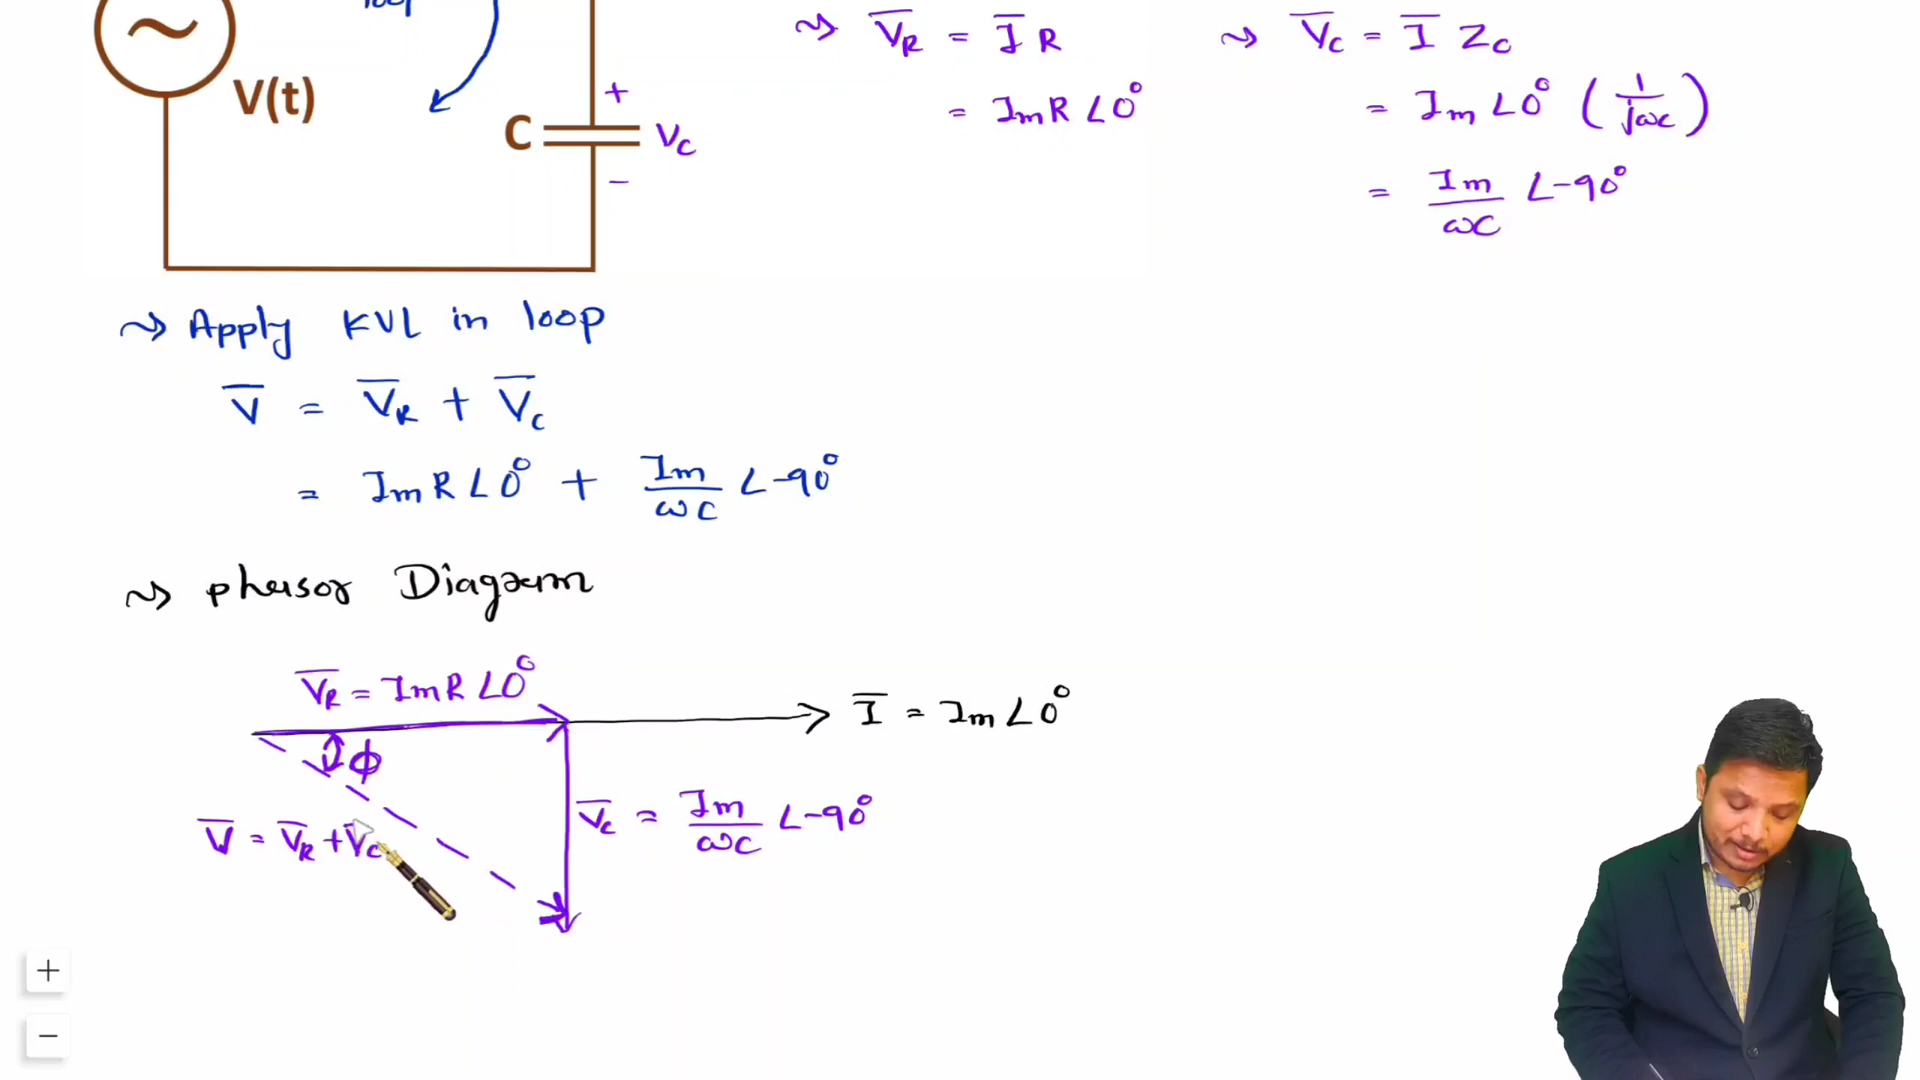 loop
V(t)
+
C
Vc
−
⇝ V̅R = I̅ R
= ImR ∠0°
⇝ V̅c = I̅ Zc
= Im ∠0° (1/jωc)
= Im/ωC ∠-90°
⇝ Apply KVL in loop
V̅ = V̅R + V̅c
= ImR ∠0° + Im/ωC ∠-90°
⇝ phasor Diagram
V̅R = ImR ∠0°
I̅ = Im ∠0°
ϕ
V̅c = Im/ωC ∠-90°
V̅ = V̅R + V̅c
+
−